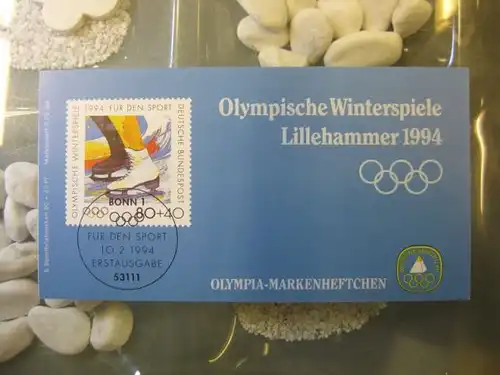 Olympische Winterspiele
Lillehammer 1994
1994 FÜR DEN SPORT
OLYMPISCHE WINTERSPIELE
DEUTSCHE BUNDESPOST
80+40
BONN 1
FÜR DEN SPORT
10.2.1994
ERSTAUSGABE
53111
OLYMPIA-MARKENHEFTCHEN